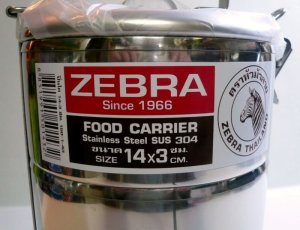 ZEBRA
Since 1966
FOOD CARRIER
Stainless Steel SUS 304
ขนาด 14x3 ซม.
SIZE 14x3 CM.
ตราหัวม้าลาย
ZEBRA THAILAND